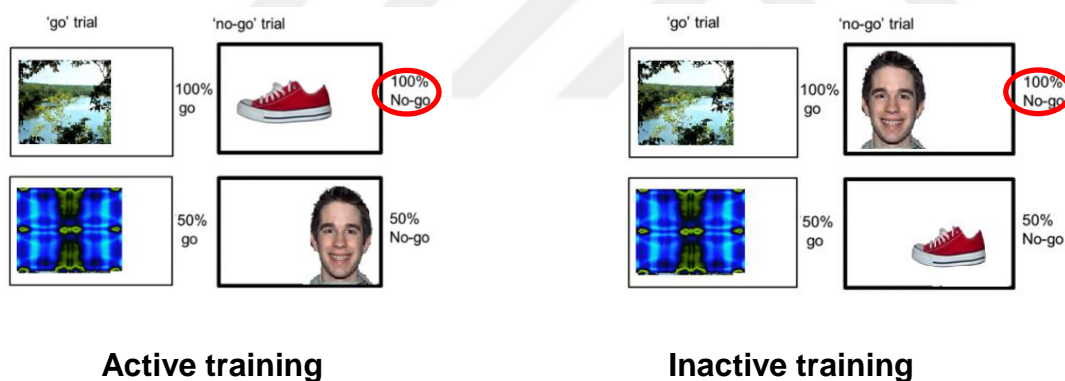 'go' trial
'no-go' trial
100%
go
100%
No-go
50%
go
50%
No-go
Active training
'go' trial
'no-go' trial
100%
go
100%
No-go
50%
go
50%
No-go
Inactive training